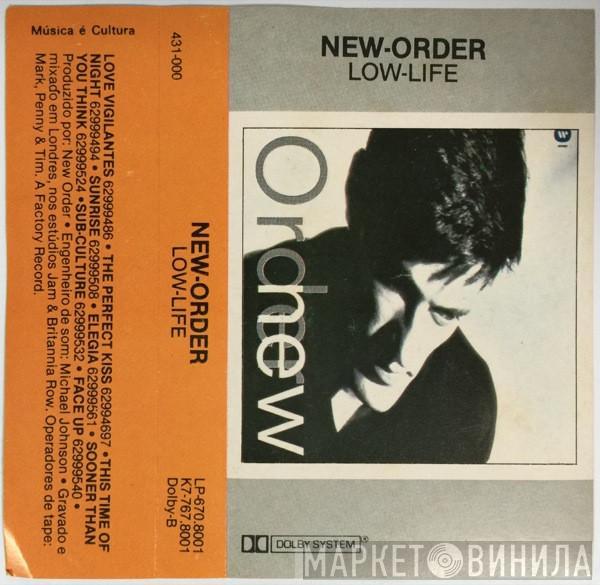 Música é Cultura
431-000
LOVE VIGILANTES 62999486 • THE PERFECT KISS 62994697 • THIS TIME OF
NIGHT 62999494 • SUNRISE 62999508 • ELEGIA 62999561 • SOONER THAN
YOU THINK 62999524 •SUB-CULTURE 62999532 • FACE UP 62999540 •
Produzido por: New Order • Engenheiro de som: Michael Johnson • Gravado e
mixado em Londres, nos estúdios Jam & Britannia Row. Operadores de tape:
Mark, Penny & Tim. A Factory Record.
NEW-ORDER
LOW-LIFE
LP-670.8001
K7-767.8001
Dolby-B
NEW-ORDER
LOW-LIFE
Order
new
DOLBY SYSTEM®
МАРКЕТ ВИНИЛА